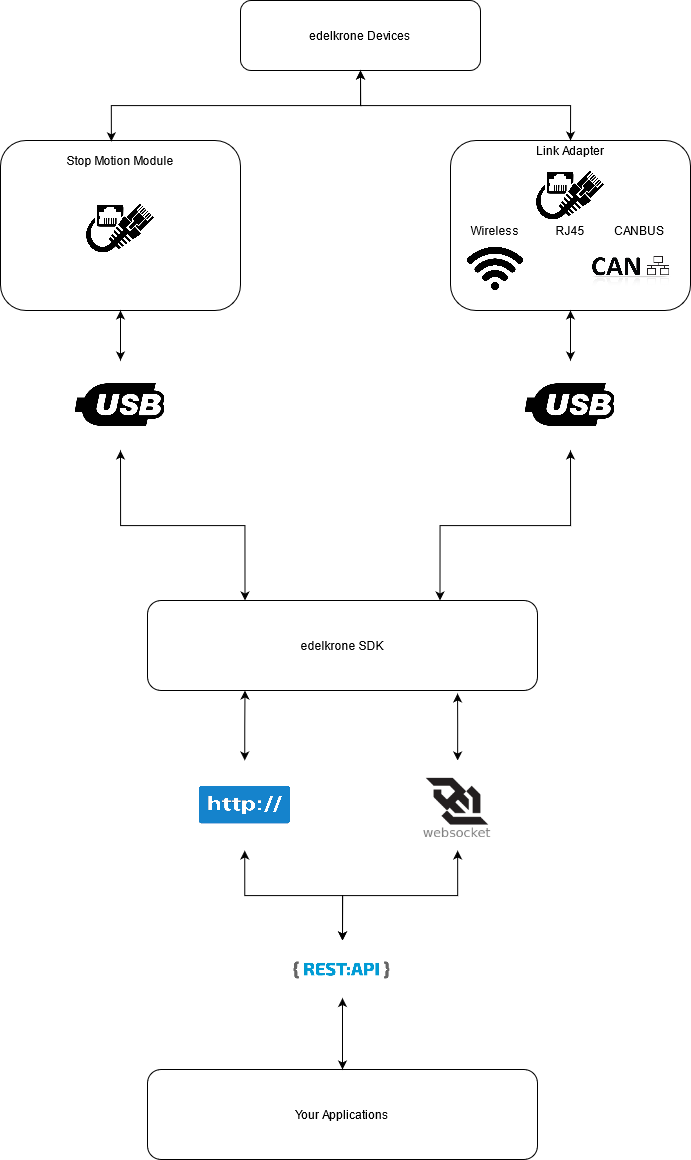 edelkrone Devices
Stop Motion Module
Link Adapter
Wireless
RJ45
CANBUS
CAN
USB
USB
edelkrone SDK
http://
websocket
{ REST:API }
Your Applications